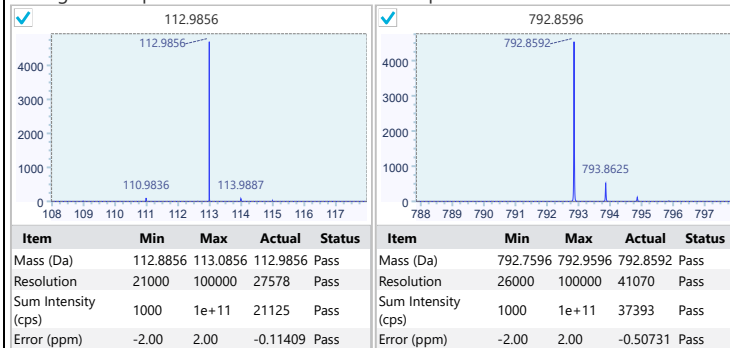 112.9856
112.9856
4000
3000
2000
1000
0
110.9836
113.9887
108 109 110 111 112 113 114 115 116 117
Item Min Max Actual Status
Mass (Da) 112.8856 113.0856 112.9856 Pass
Resolution 21000 100000 27578 Pass
Sum Intensity (cps) 1000 1e+11 21125 Pass
Error (ppm) -2.00 2.00 -0.11409 Pass
792.8596
792.8592
4000
3000
2000
1000
0
793.8625
788 789 790 791 792 793 794 795 796 797
Item Min Max Actual Status
Mass (Da) 792.7596 792.9596 792.8592 Pass
Resolution 26000 100000 41070 Pass
Sum Intensity (cps) 1000 1e+11 37393 Pass
Error (ppm) -2.00 2.00 -0.50731 Pass